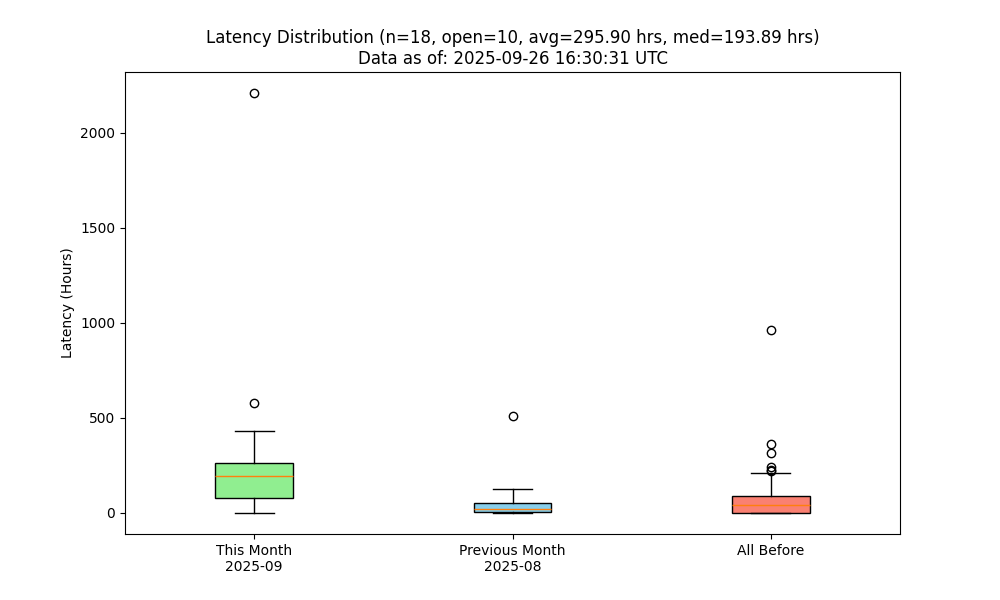 Latency Distribution (n=18, open=10, avg=295.90 hrs, med=193.89 hrs)
Data as of: 2025-09-26 16:30:31 UTC
Latency (Hours)
2000
1500
1000
500
0
This Month
2025-09
Previous Month
2025-08
All Before